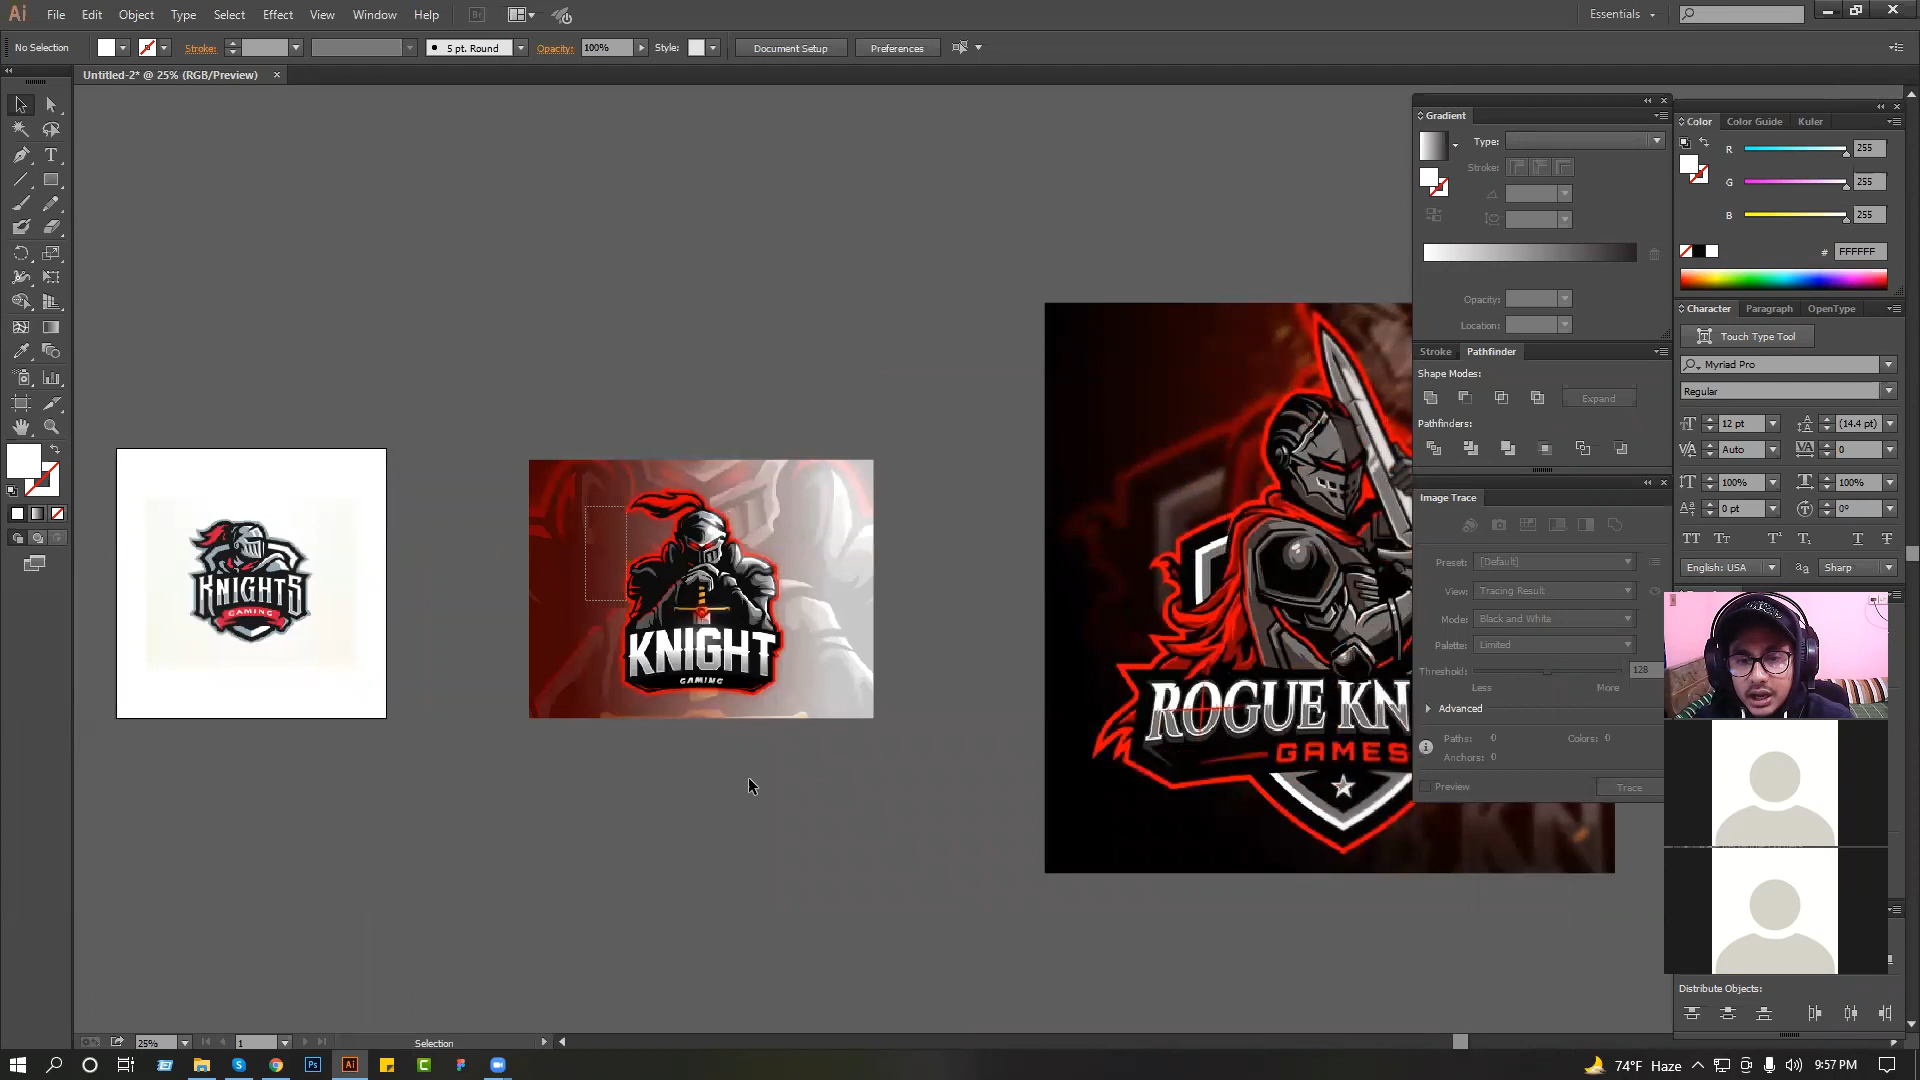 Ai File Edit Object Type Select Effect View Window Help Br Essentials
No Selection Stroke: 5 pt. Round Opacity: 100% Style: Document Setup Preferences
Untitled-2* @ 25% (RGB/Preview) ×
KNIGHTS
GAMING
KNIGHT
GAMING
ROGUE KN
GAMES
KN
Gradient
Type:
Stroke:
Opacity:
Location:
Stroke Pathfinder
Shape Modes:
Expand
Pathfinders:
Image Trace
Preset: [Default]
View: Tracing Result
Mode: Black and White
Palette: Limited
Threshold: 128
Less More
Advanced
Paths: 0 Colors: 0
Anchors: 0
Preview Trace
Color Color Guide Kuler
R 255
G 255
B 255
# FFFFFF
Character Paragraph OpenType
Touch Type Tool
Myriad Pro
Regular
12 pt (14.4 pt)
Auto 0
100% 100%
0 pt 0°
English: USA Sharp
Distribute Objects:
25% 1 Selection
Ps Ai 74°F Haze 9:57 PM